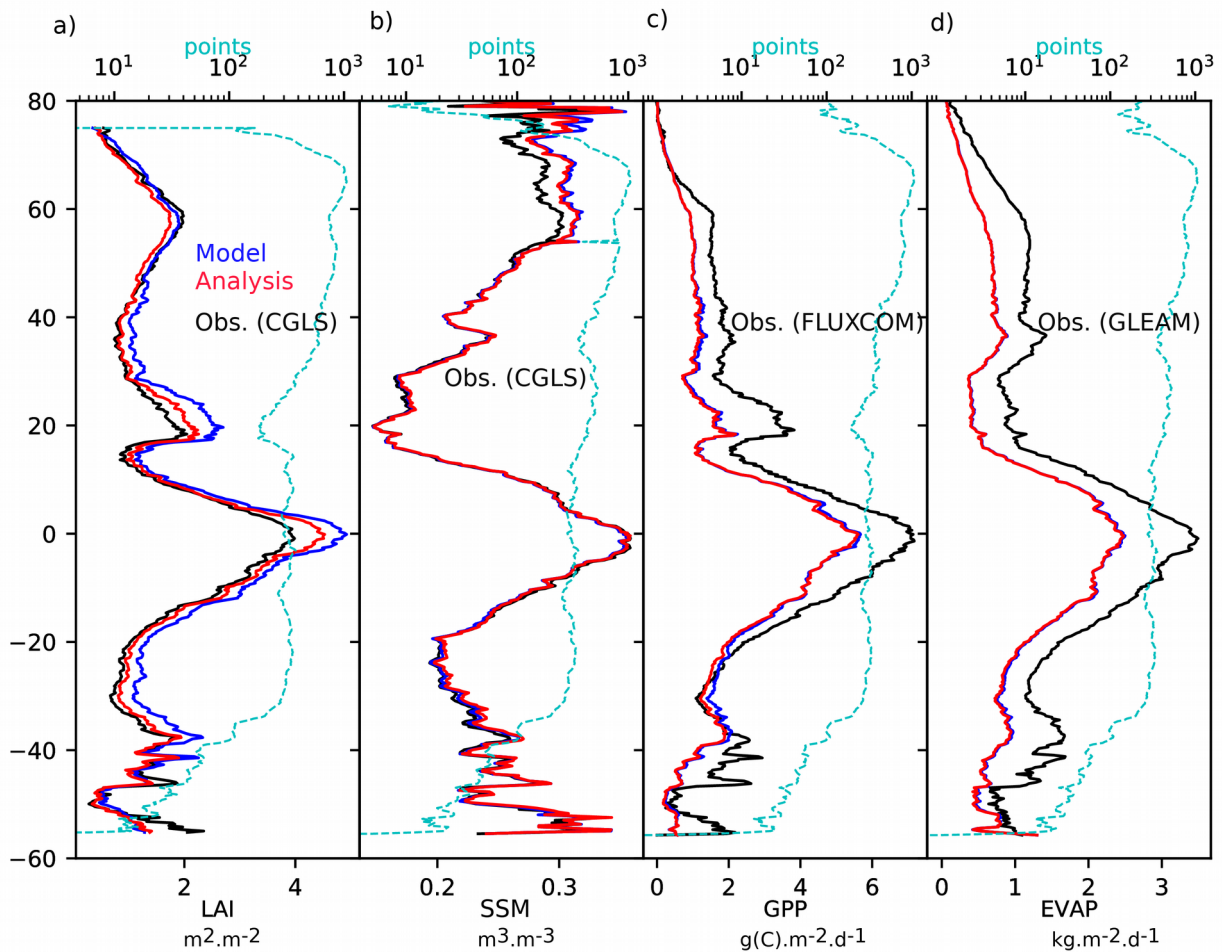 a)
b)
c)
d)
points
points
points
points
10¹ 10² 10³
10¹ 10² 10³
10¹ 10² 10³
10¹ 10² 10³
80
60
40
20
0
−20
−40
−60
Model
Analysis
Obs. (CGLS)
Obs. (CGLS)
Obs. (FLUXCOM)
Obs. (GLEAM)
2 4
0.2 0.3
0 2 4 6
0 1 2 3
LAI
SSM
GPP
EVAP
m².m⁻²
m³.m⁻³
g(C).m⁻².d⁻¹
kg.m⁻².d⁻¹